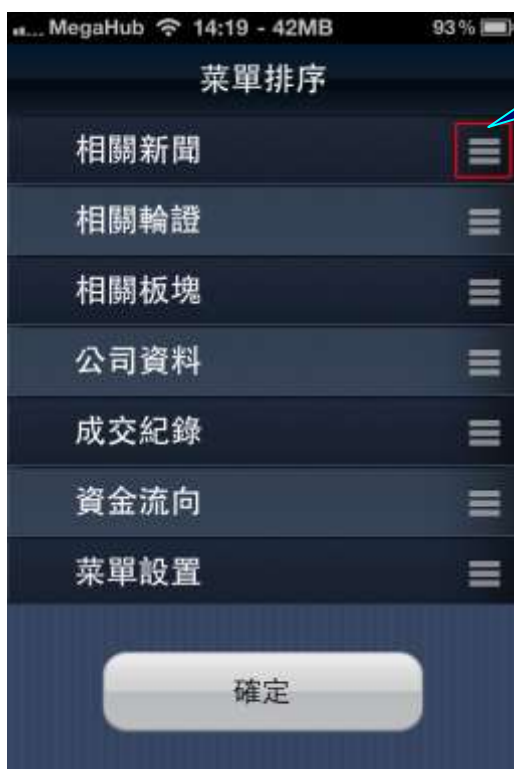 MegaHub 14:19 - 42MB 93%
菜單排序
相關新聞
相關輪證
相關板塊
公司資料
成交紀錄
資金流向
菜單設置
確定